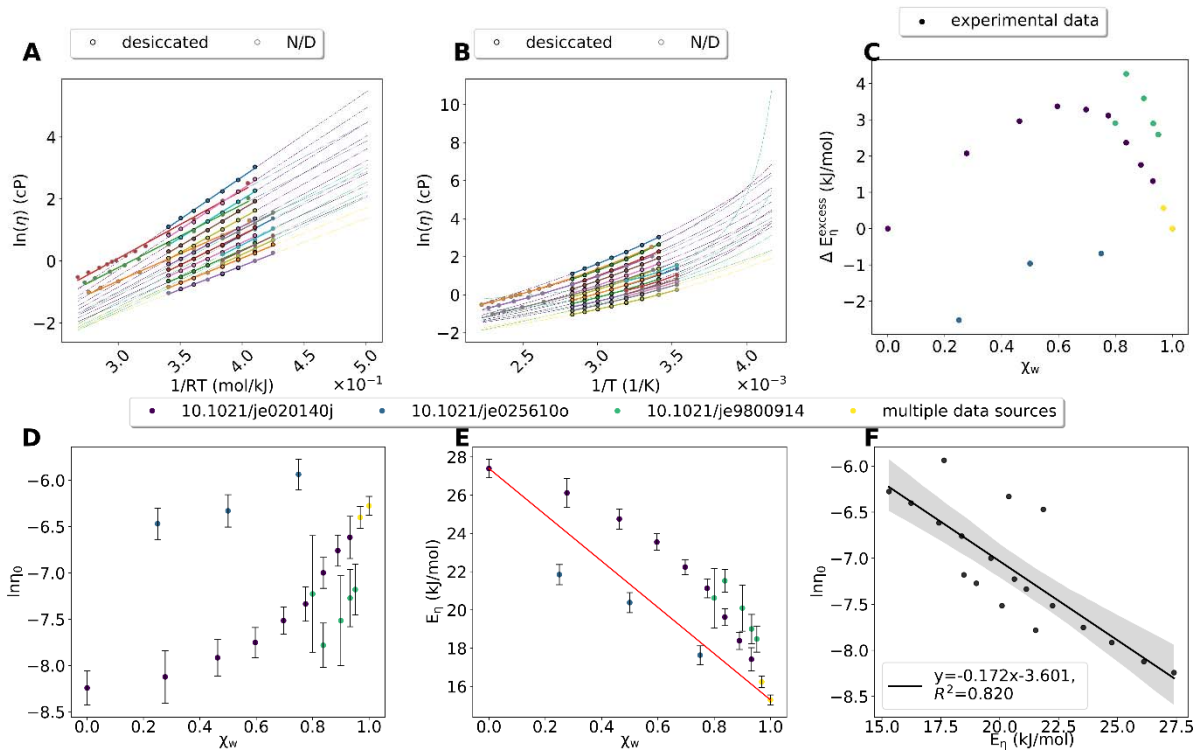 desiccated N/D
desiccated N/D
experimental data
A
B
C
ln(η) (cP)
4
2
0
−2
3.0
3.5
4.0
4.5
5.0
1/RT (mol/kJ)
×10⁻¹
ln(η) (cP)
10
8
6
4
2
0
−2
2.5
3.0
3.5
4.0
1/T (1/K)
×10⁻³
Δ E_η^excess (kJ/mol)
4
3
2
1
0
−1
−2
0.0 0.2 0.4 0.6 0.8 1.0
χ_w
10.1021/je020140j 10.1021/je025610o 10.1021/je9800914 multiple data sources
D
E
F
lnη₀
−6.0
−6.5
−7.0
−7.5
−8.0
−8.5
0.0 0.2 0.4 0.6 0.8 1.0
χ_w
E_η (kJ/mol)
28
26
24
22
20
18
16
0.0 0.2 0.4 0.6 0.8 1.0
χ_w
lnη₀
−6.0
−6.5
−7.0
−7.5
−8.0
−8.5
y=-0.172x-3.601,
R²=0.820
15.0 17.5 20.0 22.5 25.0 27.5
E_η (kJ/mol)